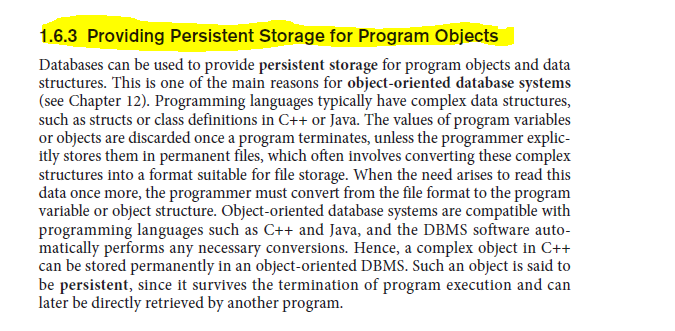 1.6.3 Providing Persistent Storage for Program Objects
Databases can be used to provide persistent storage for program objects and data
structures. This is one of the main reasons for object-oriented database systems
(see Chapter 12). Programming languages typically have complex data structures,
such as structs or class definitions in C++ or Java. The values of program variables
or objects are discarded once a program terminates, unless the programmer explic-
itly stores them in permanent files, which often involves converting these complex
structures into a format suitable for file storage. When the need arises to read this
data once more, the programmer must convert from the file format to the program
variable or object structure. Object-oriented database systems are compatible with
programming languages such as C++ and Java, and the DBMS software auto-
matically performs any necessary conversions. Hence, a complex object in C++
can be stored permanently in an object-oriented DBMS. Such an object is said to
be persistent, since it survives the termination of program execution and can
later be directly retrieved by another program.